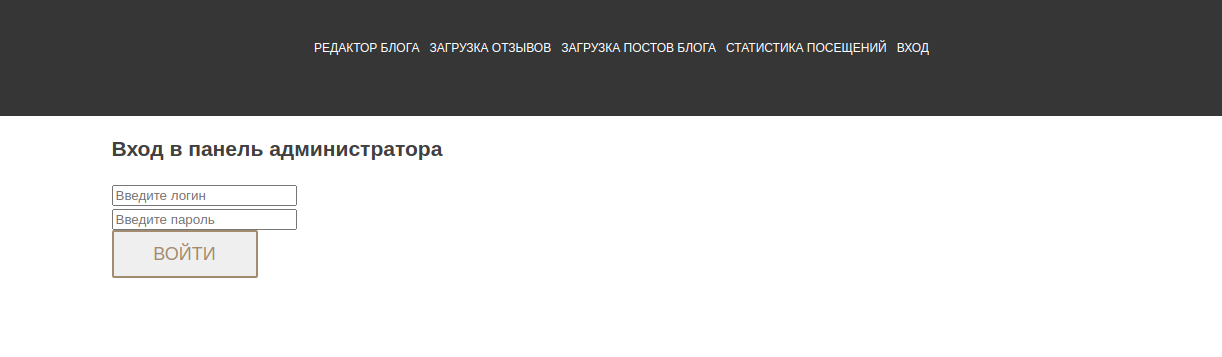 РЕДАКТОР БЛОГА ЗАГРУЗКА ОТЗЫВОВ ЗАГРУЗКА ПОСТОВ БЛОГА СТАТИСТИКА ПОСЕЩЕНИЙ ВХОД
Вход в панель администратора
Введите логин
Введите пароль
ВОЙТИ